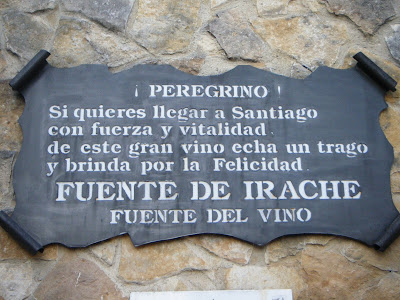 ¡ PEREGRINO !
Si quieres llegar a Santiago
con fuerza y vitalidad
de este gran vino echa un trago
y brinda por la Felicidad.
FUENTE DE IRACHE
FUENTE DEL VINO